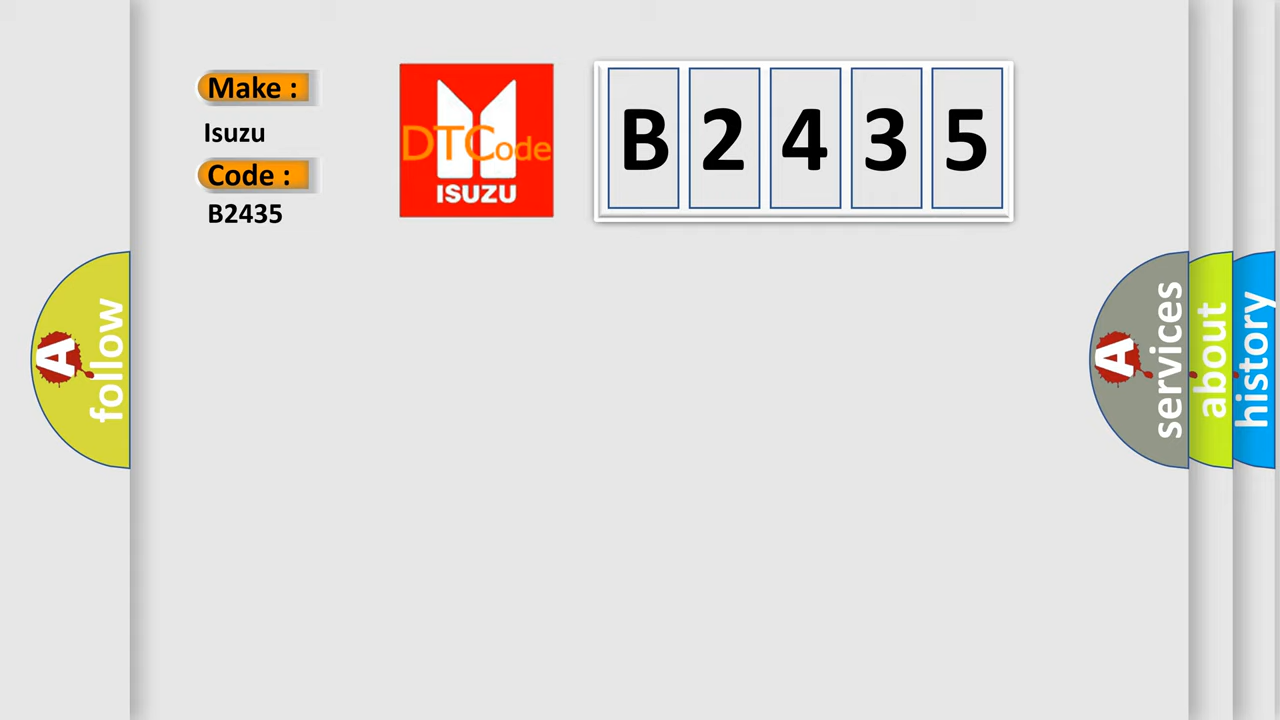 Make :
Isuzu
Code :
B2435
DTCode
ISUZU
B 2 4 3 5
A follow
A services
about
history